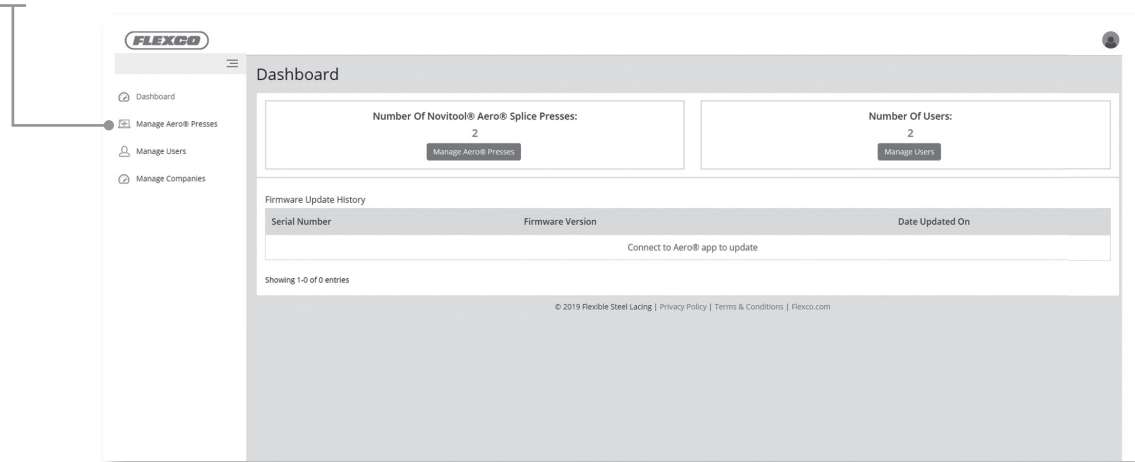 FLEXCO
Dashboard
Dashboard
Manage Aero® Presses
Manage Users
Manage Companies
Number Of Novitool® Aero® Splice Presses:
2
Manage Aero® Presses
Number Of Users:
2
Manage Users
Firmware Update History
Serial Number Firmware Version Date Updated On
Connect to Aero® app to update
Showing 1-0 of 0 entries
© 2019 Flexible Steel Lacing | Privacy Policy | Terms & Conditions | Flexco.com